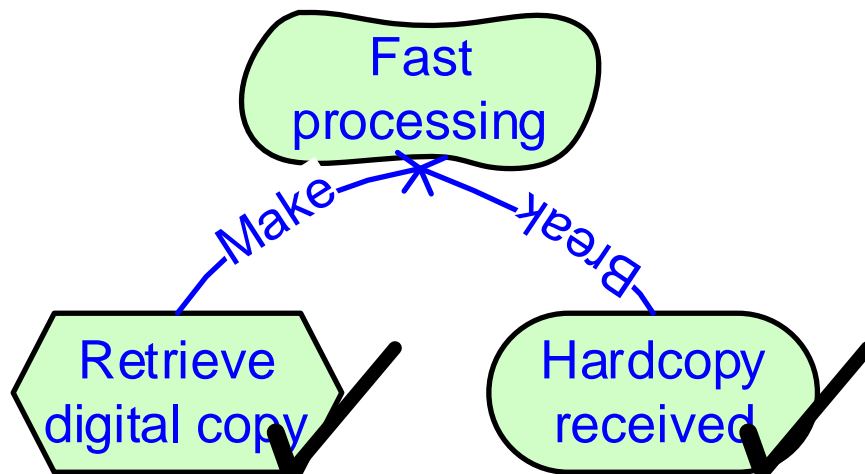 Fast
processing
Make
Break
Retrieve
digital copy
Hardcopy
received